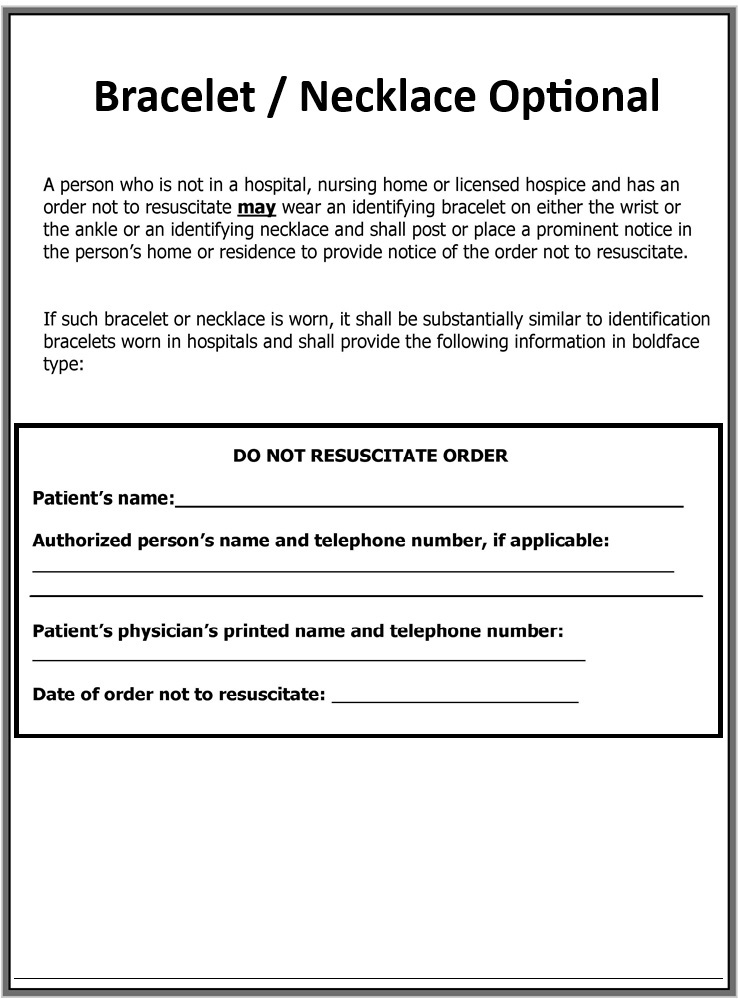 Bracelet / Necklace Optional
A person who is not in a hospital, nursing home or licensed hospice and has an
order not to resuscitate may wear an identifying bracelet on either the wrist or
the ankle or an identifying necklace and shall post or place a prominent notice in
the person’s home or residence to provide notice of the order not to resuscitate.
If such bracelet or necklace is worn, it shall be substantially similar to identification
bracelets worn in hospitals and shall provide the following information in boldface
type:
DO NOT RESUSCITATE ORDER
Patient’s name:
Authorized person’s name and telephone number, if applicable:
Patient’s physician’s printed name and telephone number:
Date of order not to resuscitate: